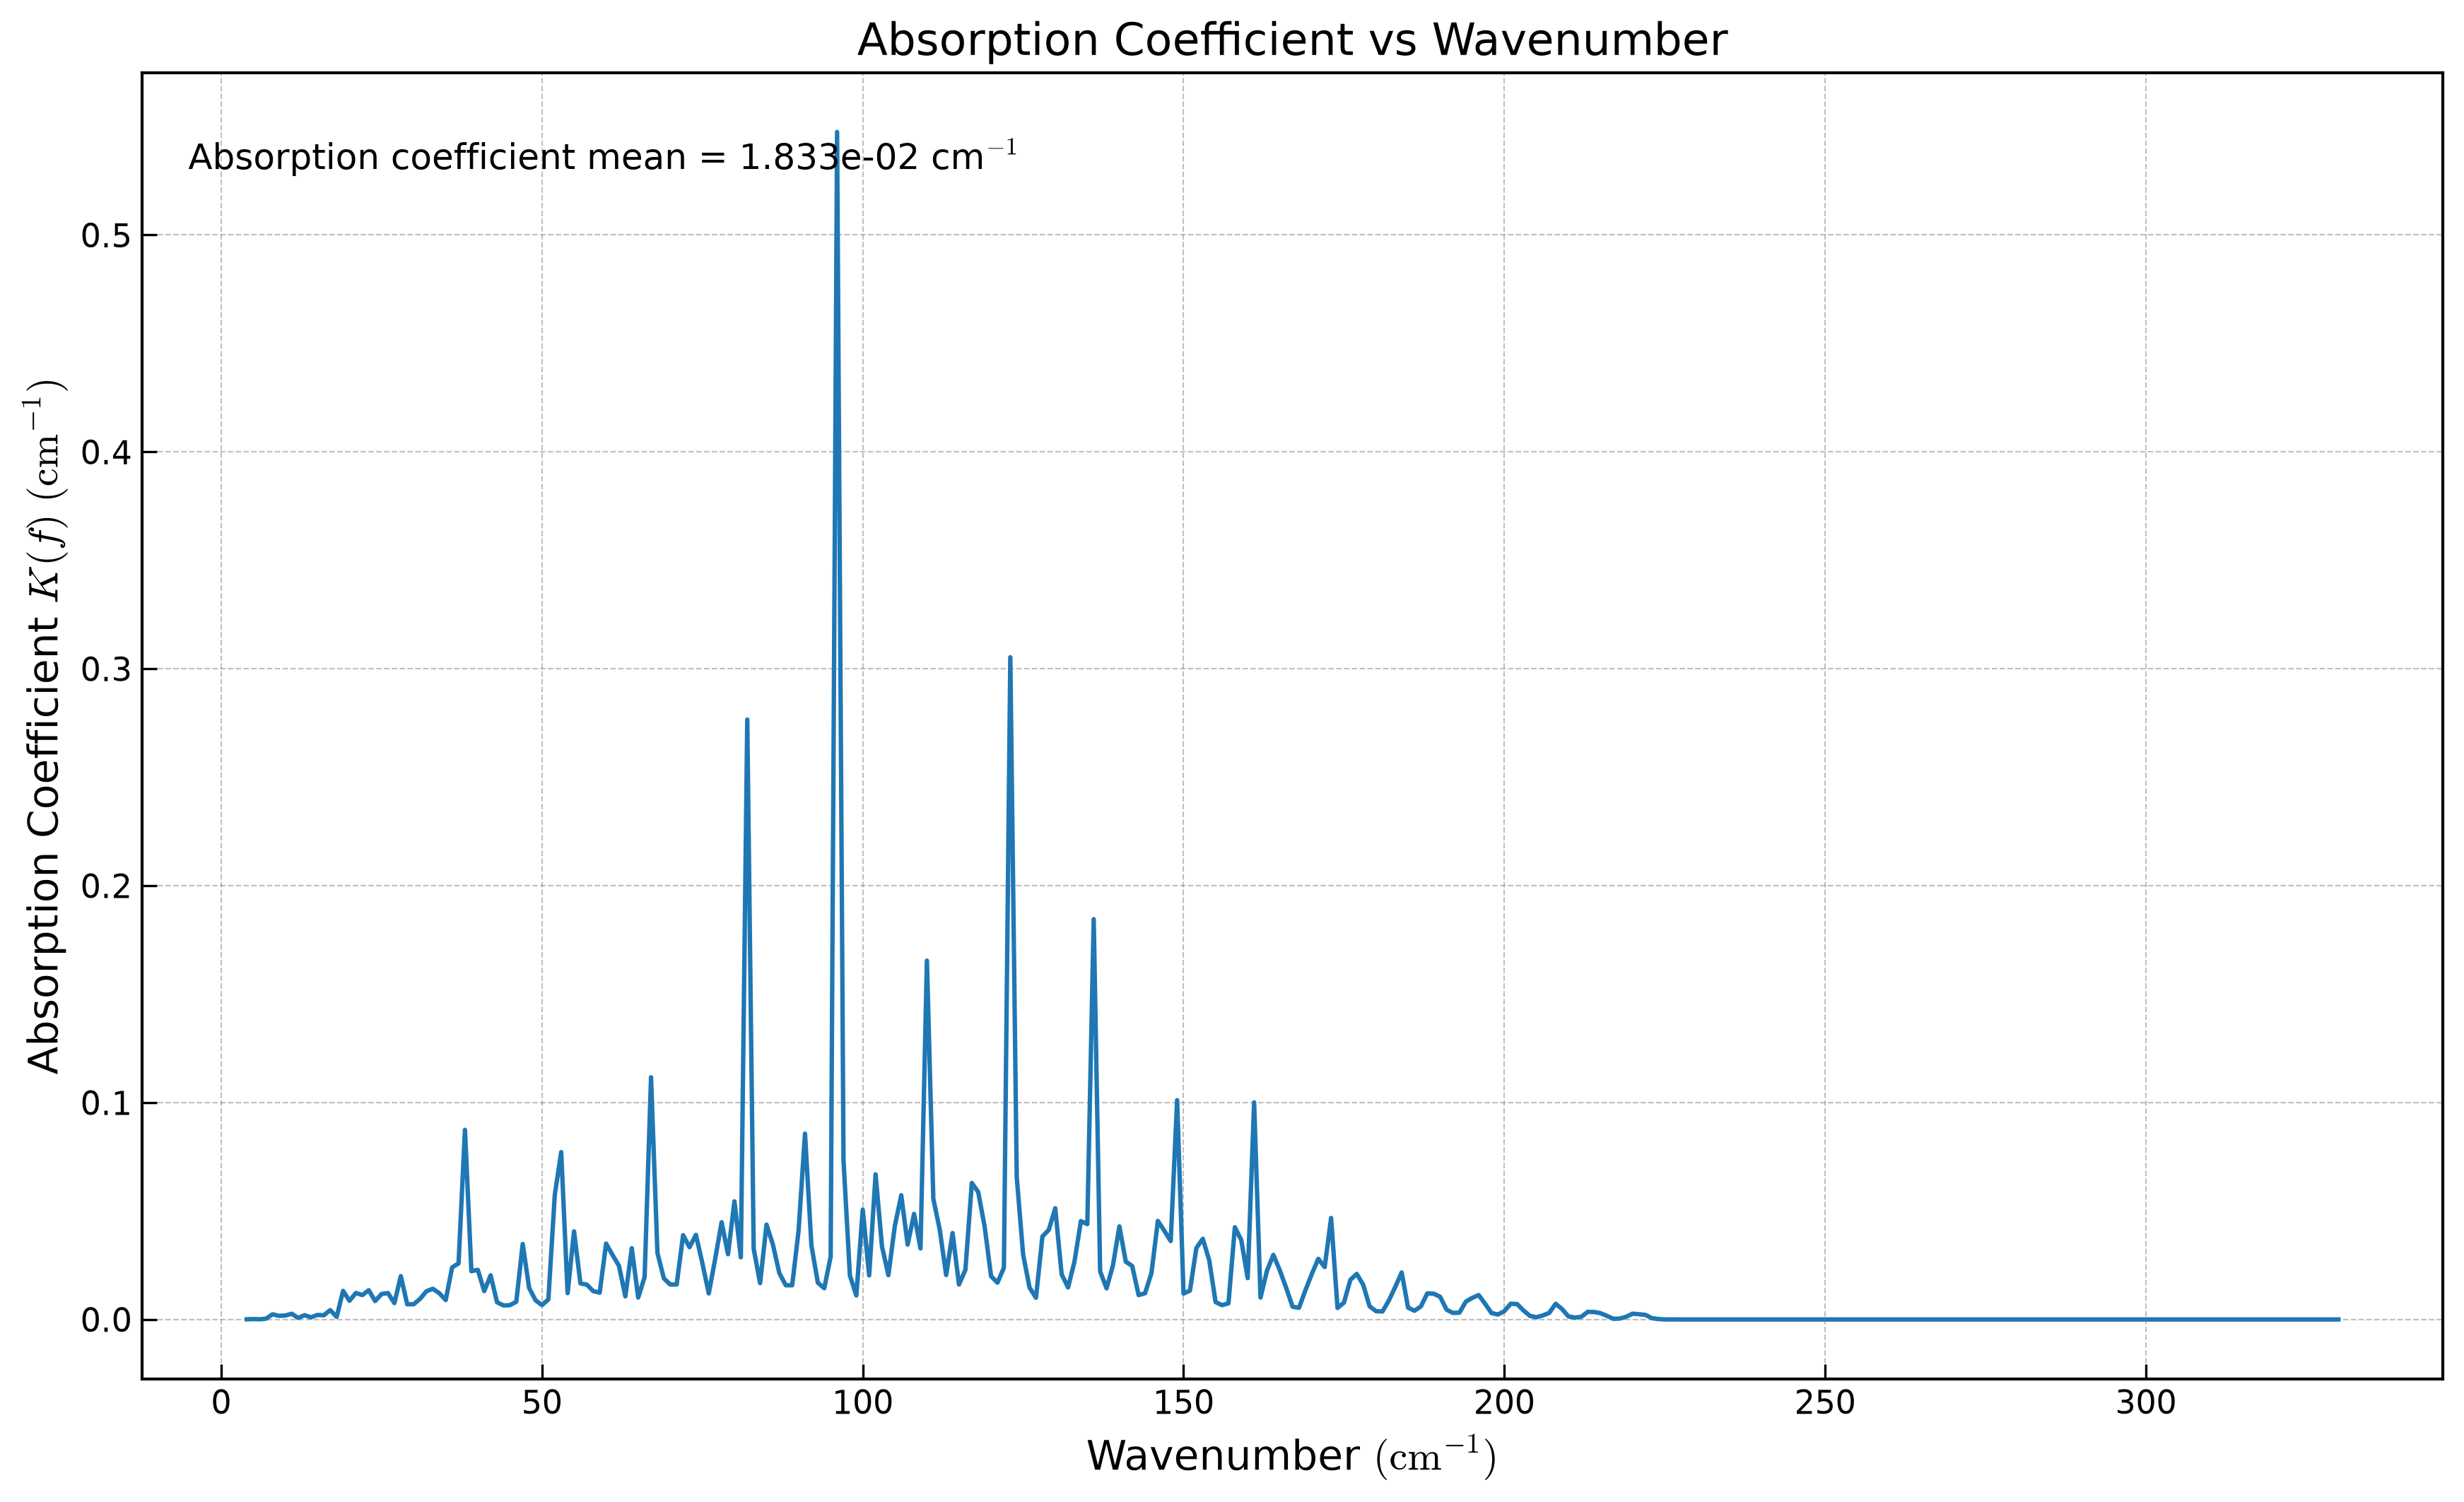 Absorption Coefficient vs Wavenumber
Absorption coefficient mean = 1.833e-02 cm⁻¹
Absorption Coefficient K(f) (cm⁻¹)
0.5
0.4
0.3
0.2
0.1
0.0
0 50 100 150 200 250 300
Wavenumber (cm⁻¹)